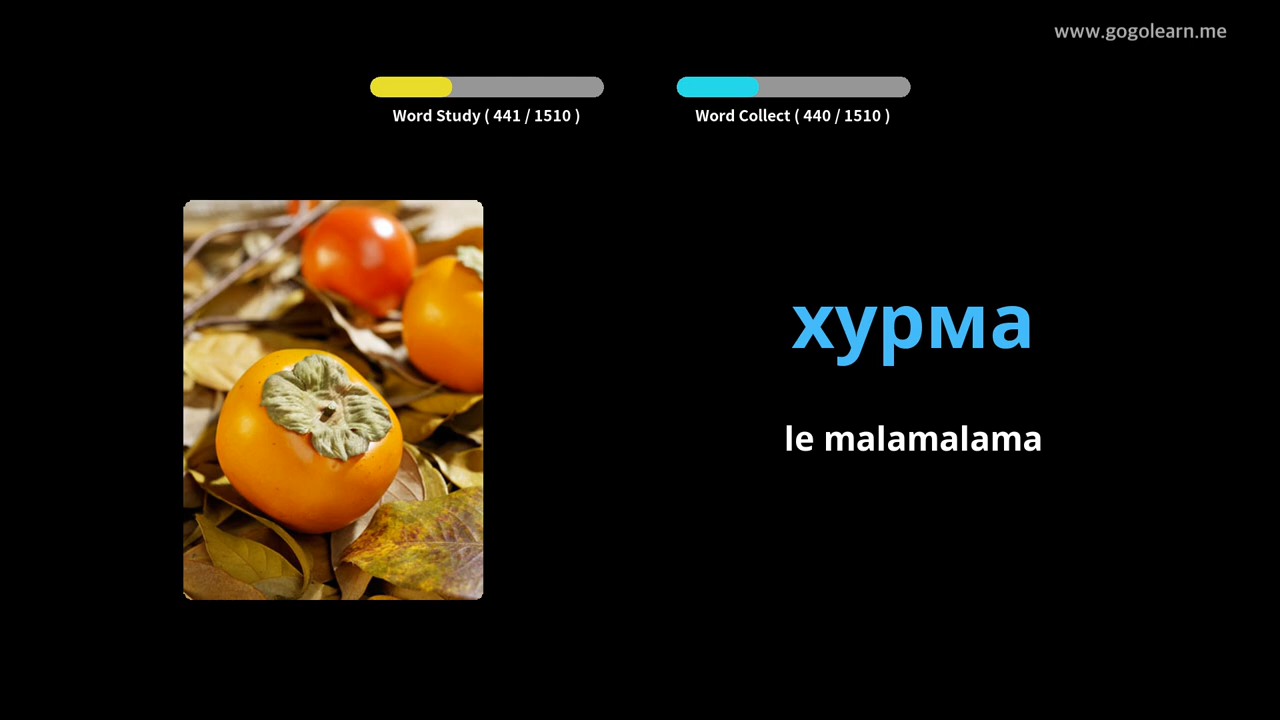 www.gogolearn.me
Word Study ( 441 / 1510 )
Word Collect ( 440 / 1510 )
хурма
le malamalama